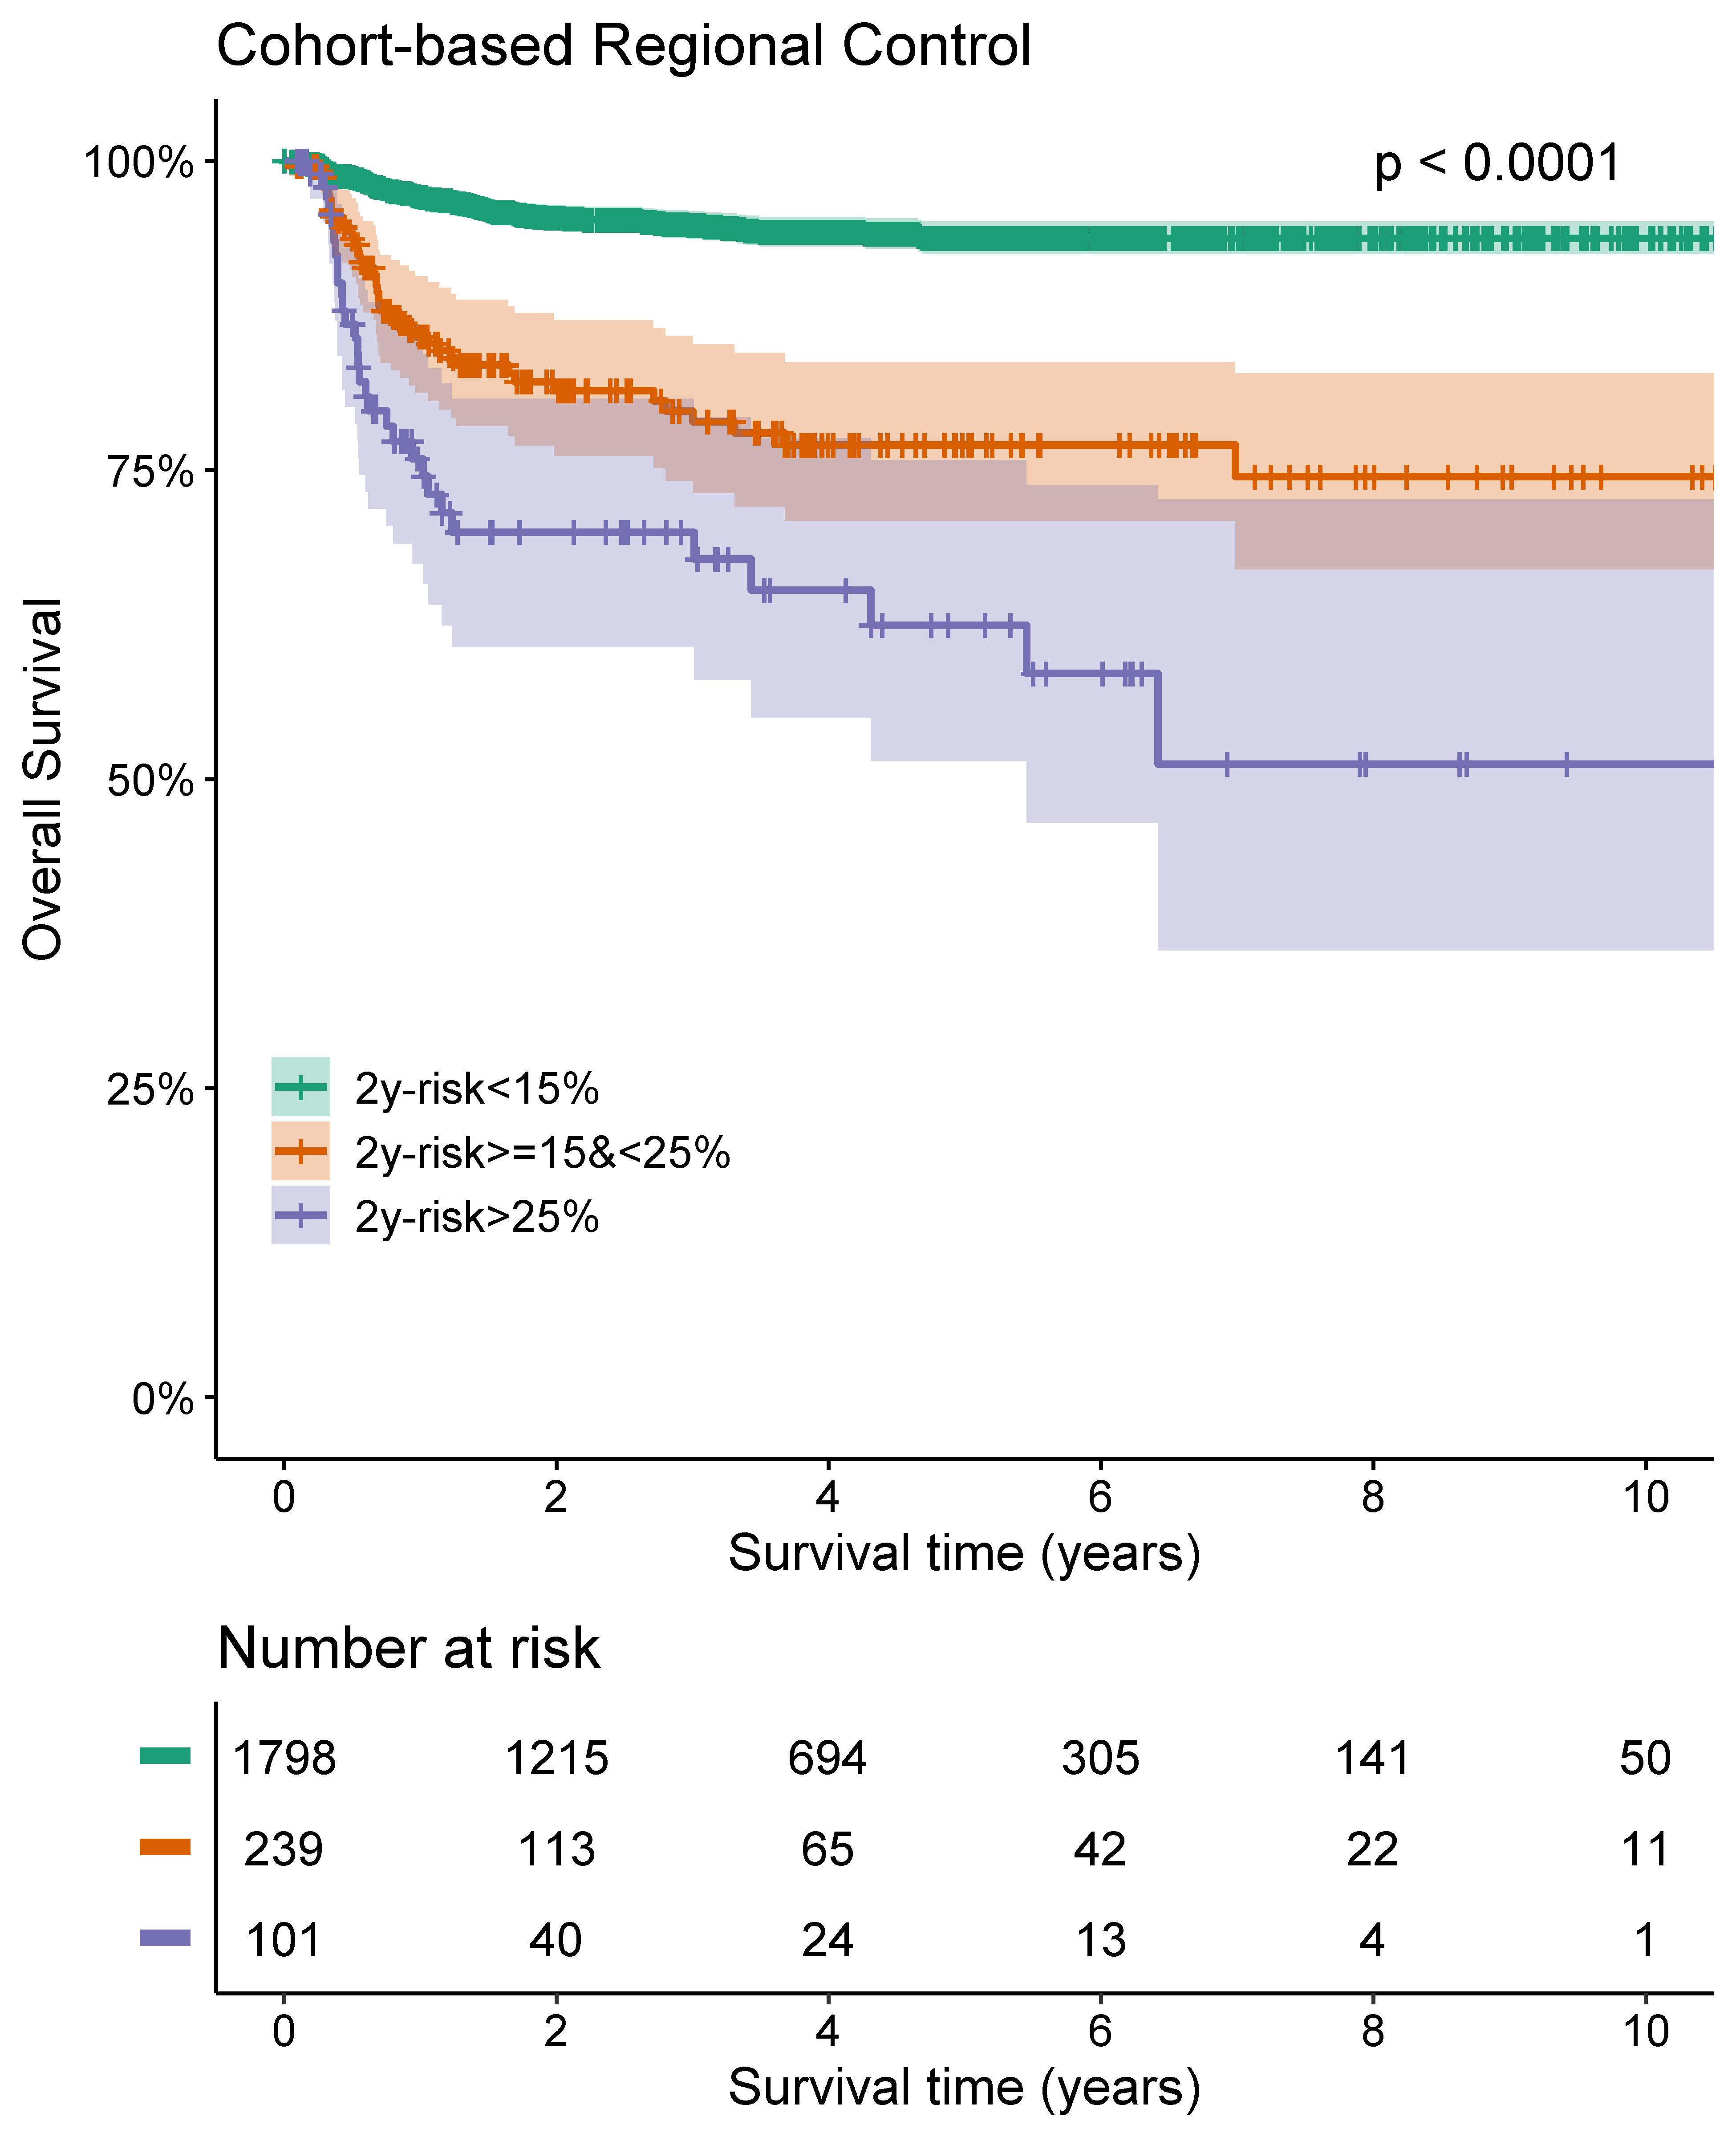 Cohort-based Regional Control
p < 0.0001
100%
75%
50%
25%
0%
Overall Survival
2y-risk<15%
2y-risk>=15&<25%
2y-risk>25%
0 2 4 6 8 10
Survival time (years)
Number at risk
1798 1215 694 305 141 50
239 113 65 42 22 11
101 40 24 13 4 1
0 2 4 6 8 10
Survival time (years)